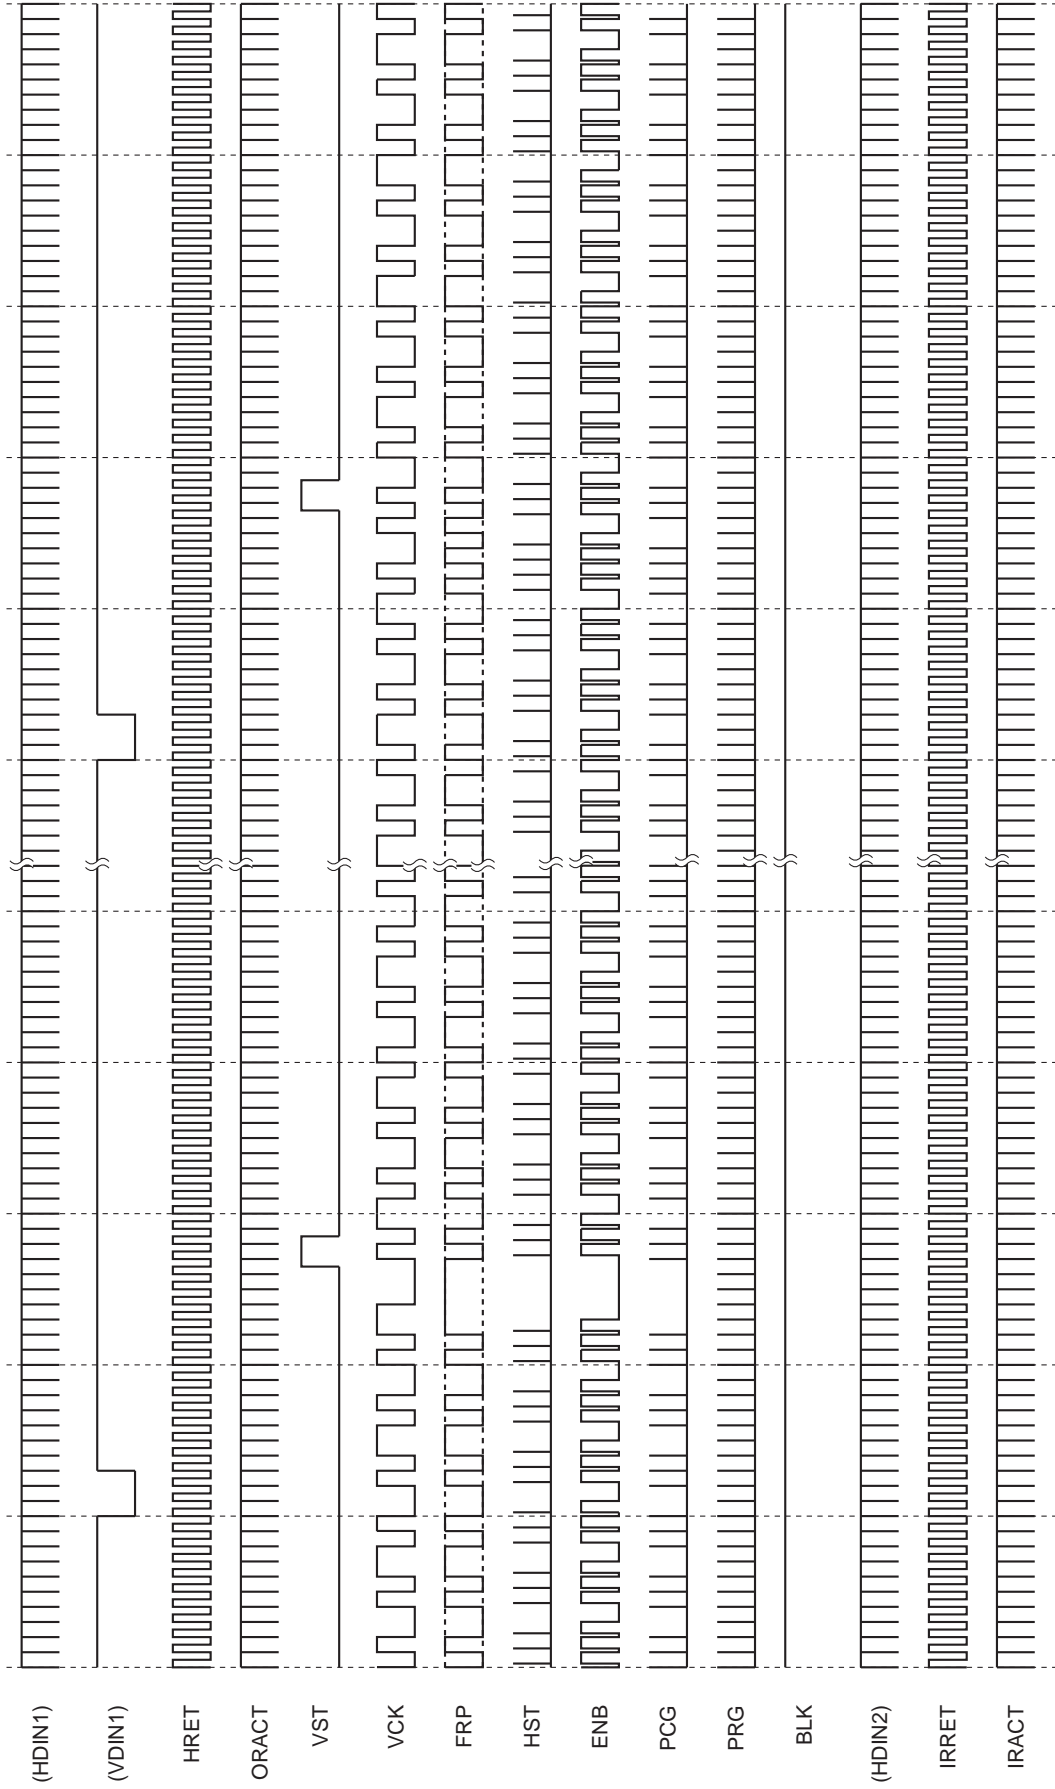 (HDIN1)
(VDIN1)
HRET
ORACT
VST
VCK
FRP
HST
ENB
PCG
PRG
BLK
(HDIN2)
IRRET
IRACT